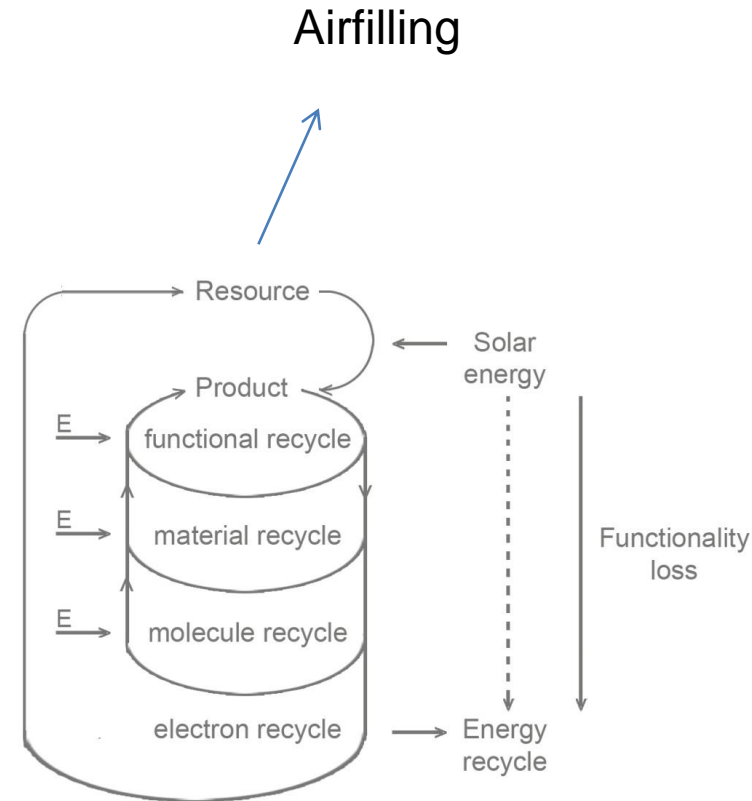 Airfilling
Resource
Solar
energy
Product
E
functional recycle
E
material recycle
Functionality
loss
E
molecule recycle
electron recycle
Energy
recycle